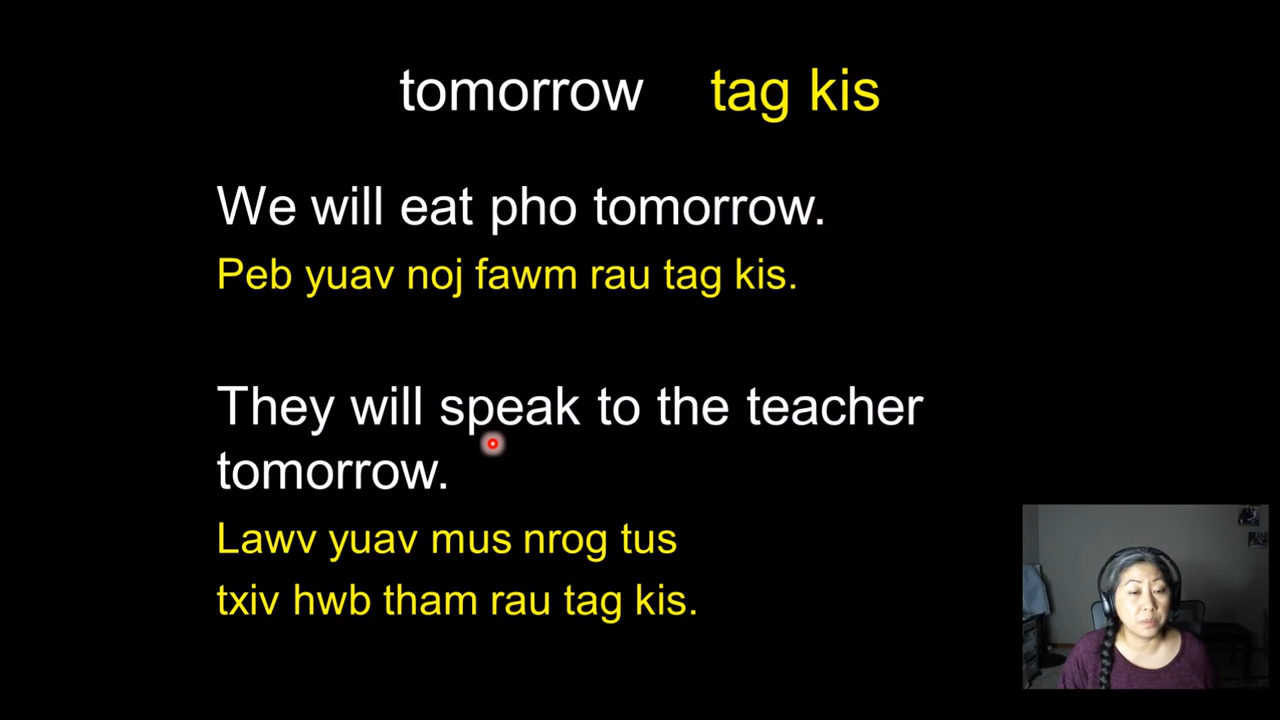 tomorrow tag kis
We will eat pho tomorrow.
Peb yuav noj fawm rau tag kis.
They will speak to the teacher
tomorrow.
Lawv yuav mus nrog tus
txiv hwb tham rau tag kis.